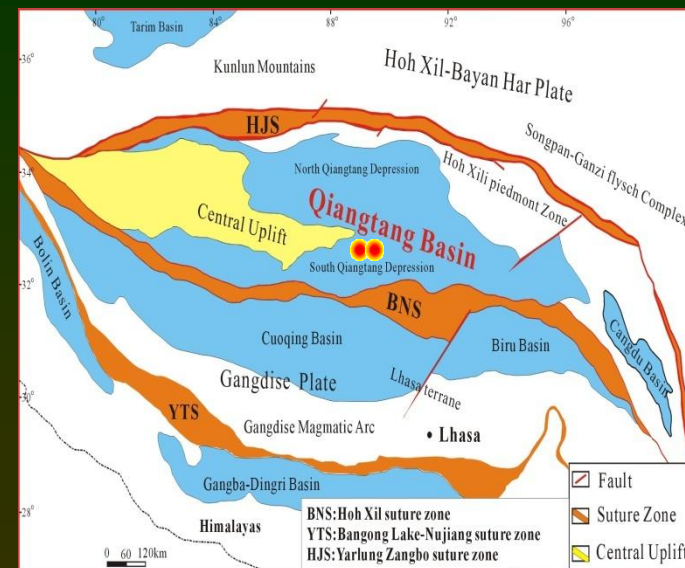 80
84
88
92
96
Tarim Basin
36
Kunlun Mountains
Hoh Xil-Bayan Har Plate
HJS
Songpan-Ganzi flysch Complex
North Qiangtang Depression
Hoh Xili piedmont Zone
34
Qiangtang Basin
Central Uplift
South Qiangtang Depression
Bolin Basin
32
BNS
Cangdu Basin
Cuoqing Basin
Biru Basin
Gangdise Plate
Lhasa terrane
30
YTS
Gangdise Magmatic Arc
Lhasa
Gangba-Dingri Basin
28
Himalayas
0 60 120km
BNS:Hoh Xil suture zone
YTS:Bangong Lake-Nujiang suture zone
HJS:Yarlung Zangbo suture zone
Fault
Suture Zone
Central Uplift